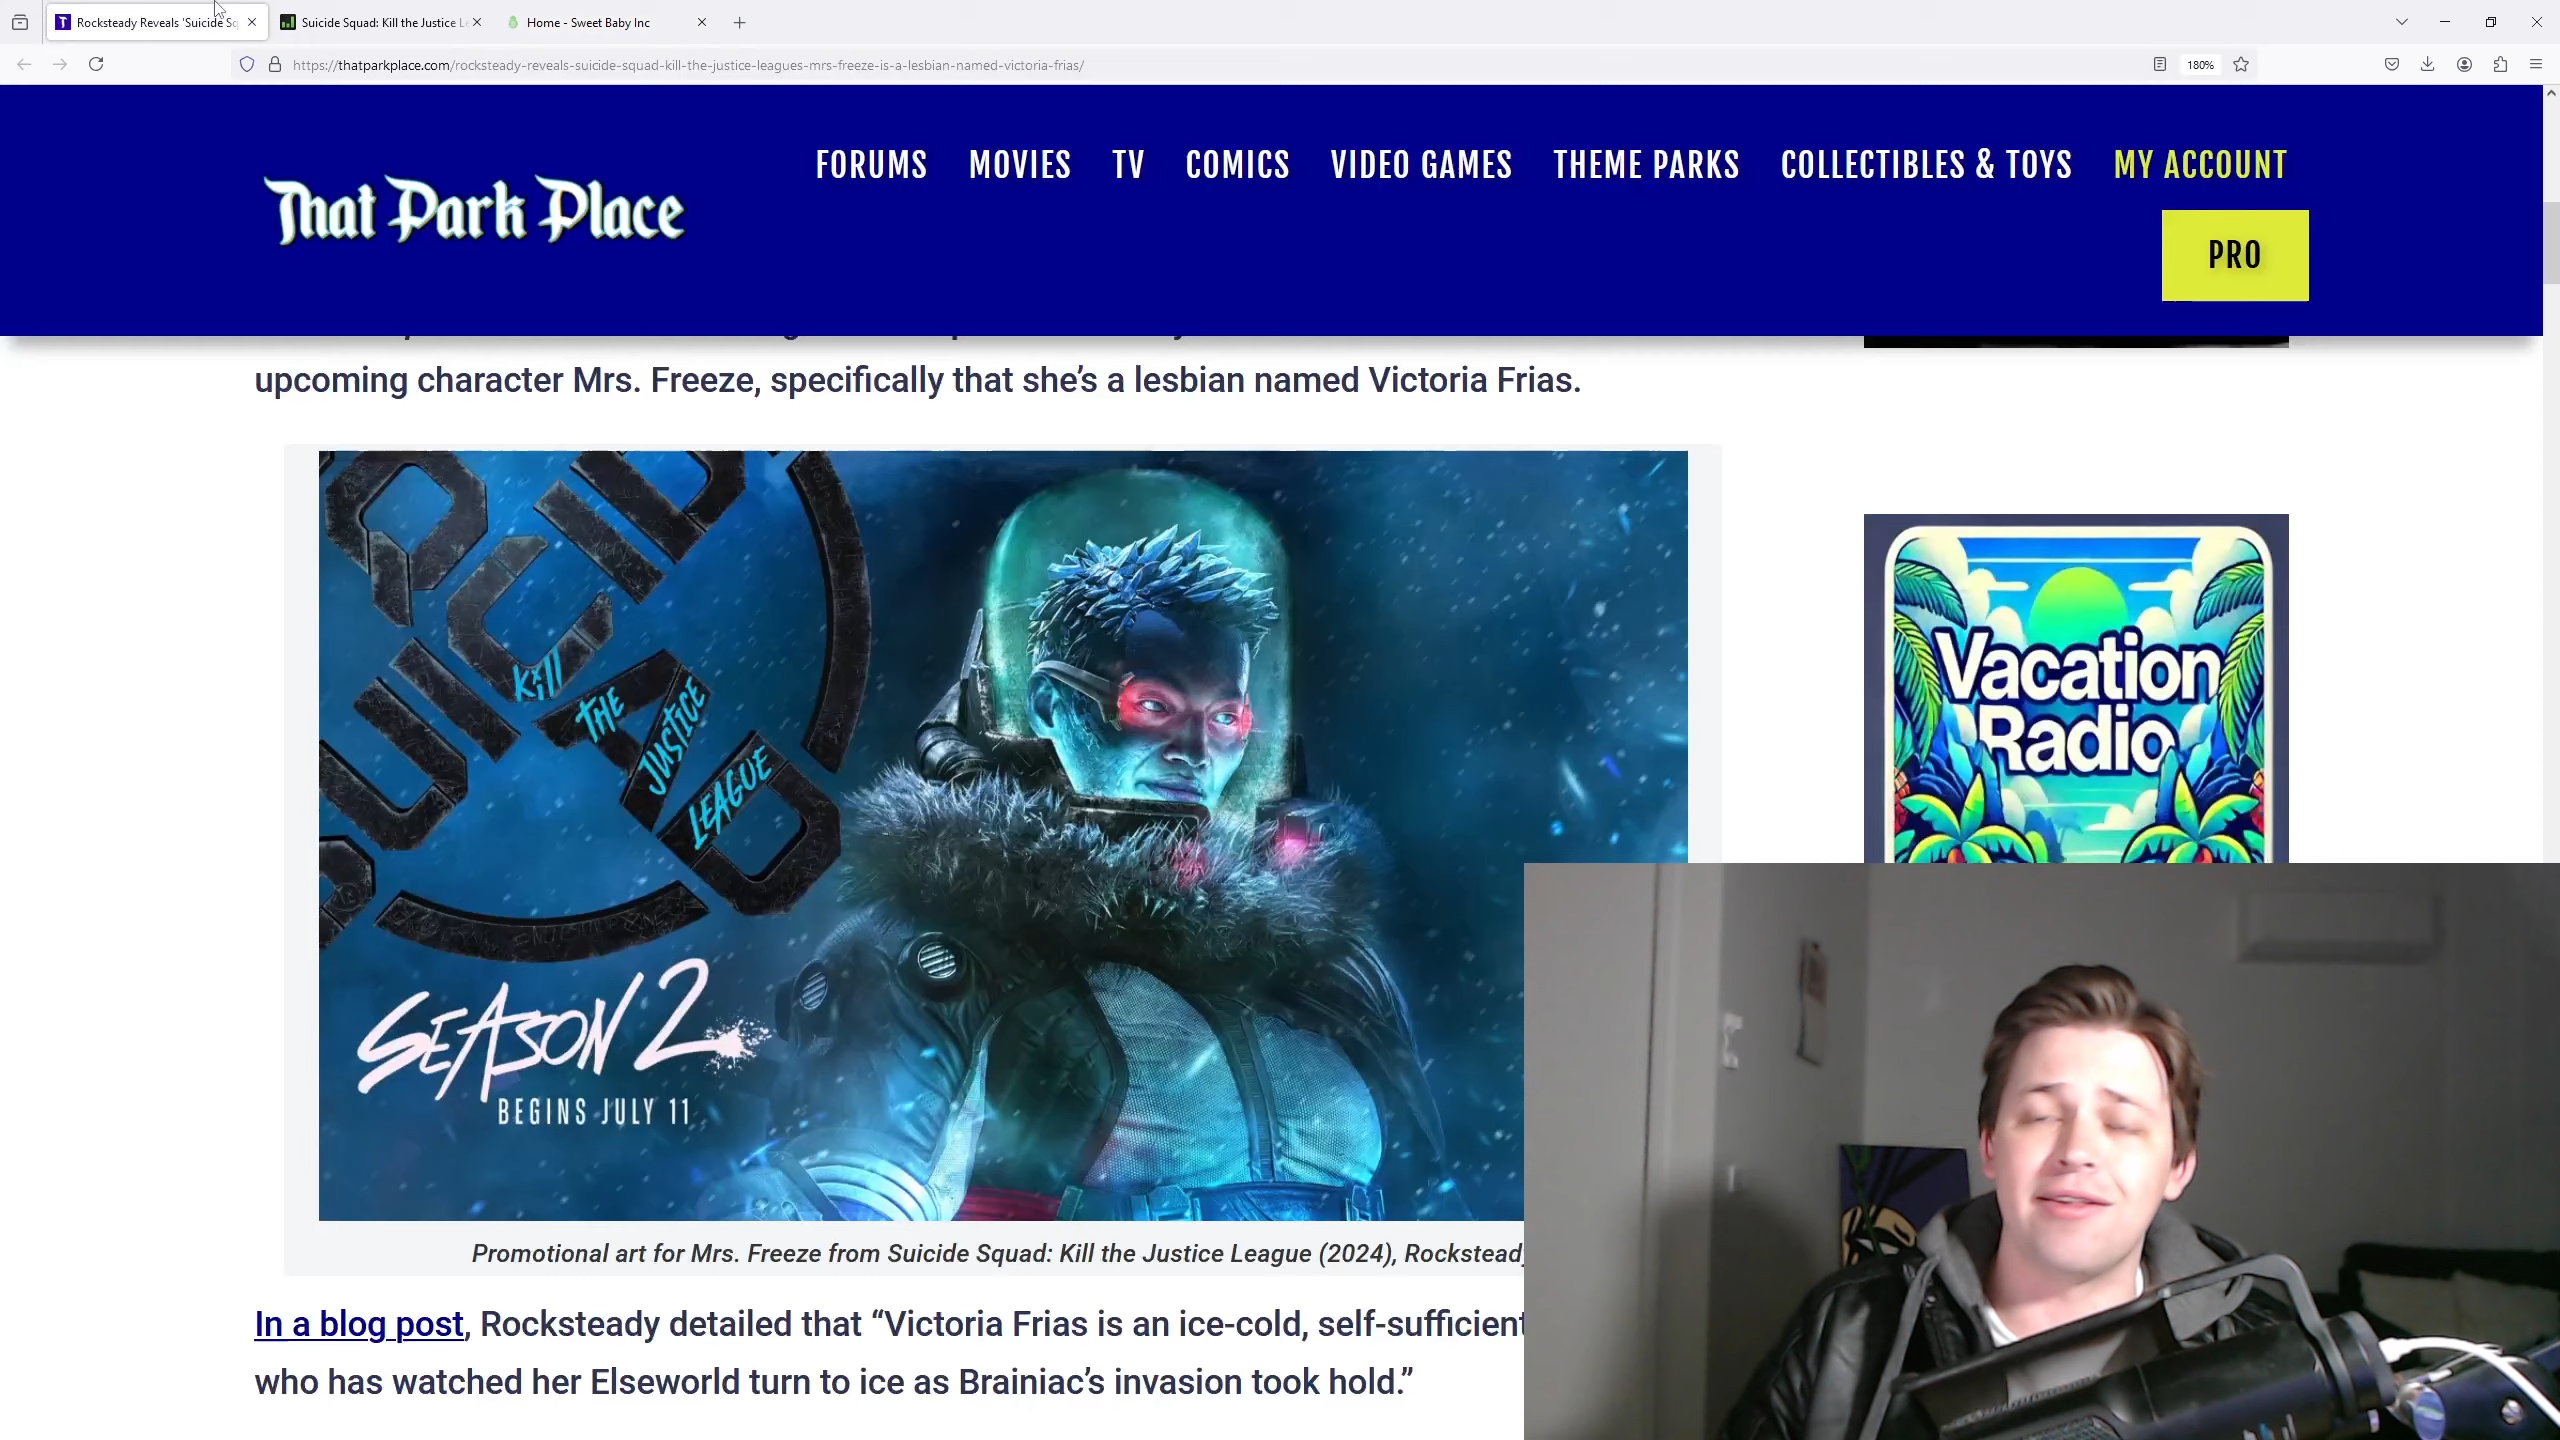 Rocksteady Reveals 'Suicide Sq
Suicide Squad: Kill the Justice L
Home - Sweet Baby Inc
https://thatparkplace.com/rocksteady-reveals-suicide-squad-kill-the-justice-leagues-mrs-freeze-is-a-lesbian-named-victoria-frias/
180%
That Park Place
FORUMS MOVIES TV COMICS VIDEO GAMES THEME PARKS COLLECTIBLES & TOYS MY ACCOUNT
PRO
upcoming character Mrs. Freeze, specifically that she's a lesbian named Victoria Frias.
SUICIDE
SQUAD
kill
THE
JUSTICE
LEAGUE
SEASON 2
BEGINS JULY 11
Vacation
Radio
Promotional art for Mrs. Freeze from Suicide Squad: Kill the Justice League (2024), Rocksteady
In a blog post, Rocksteady detailed that “Victoria Frias is an ice-cold, self-sufficient
who has watched her Elseworld turn to ice as Brainiac's invasion took hold.”